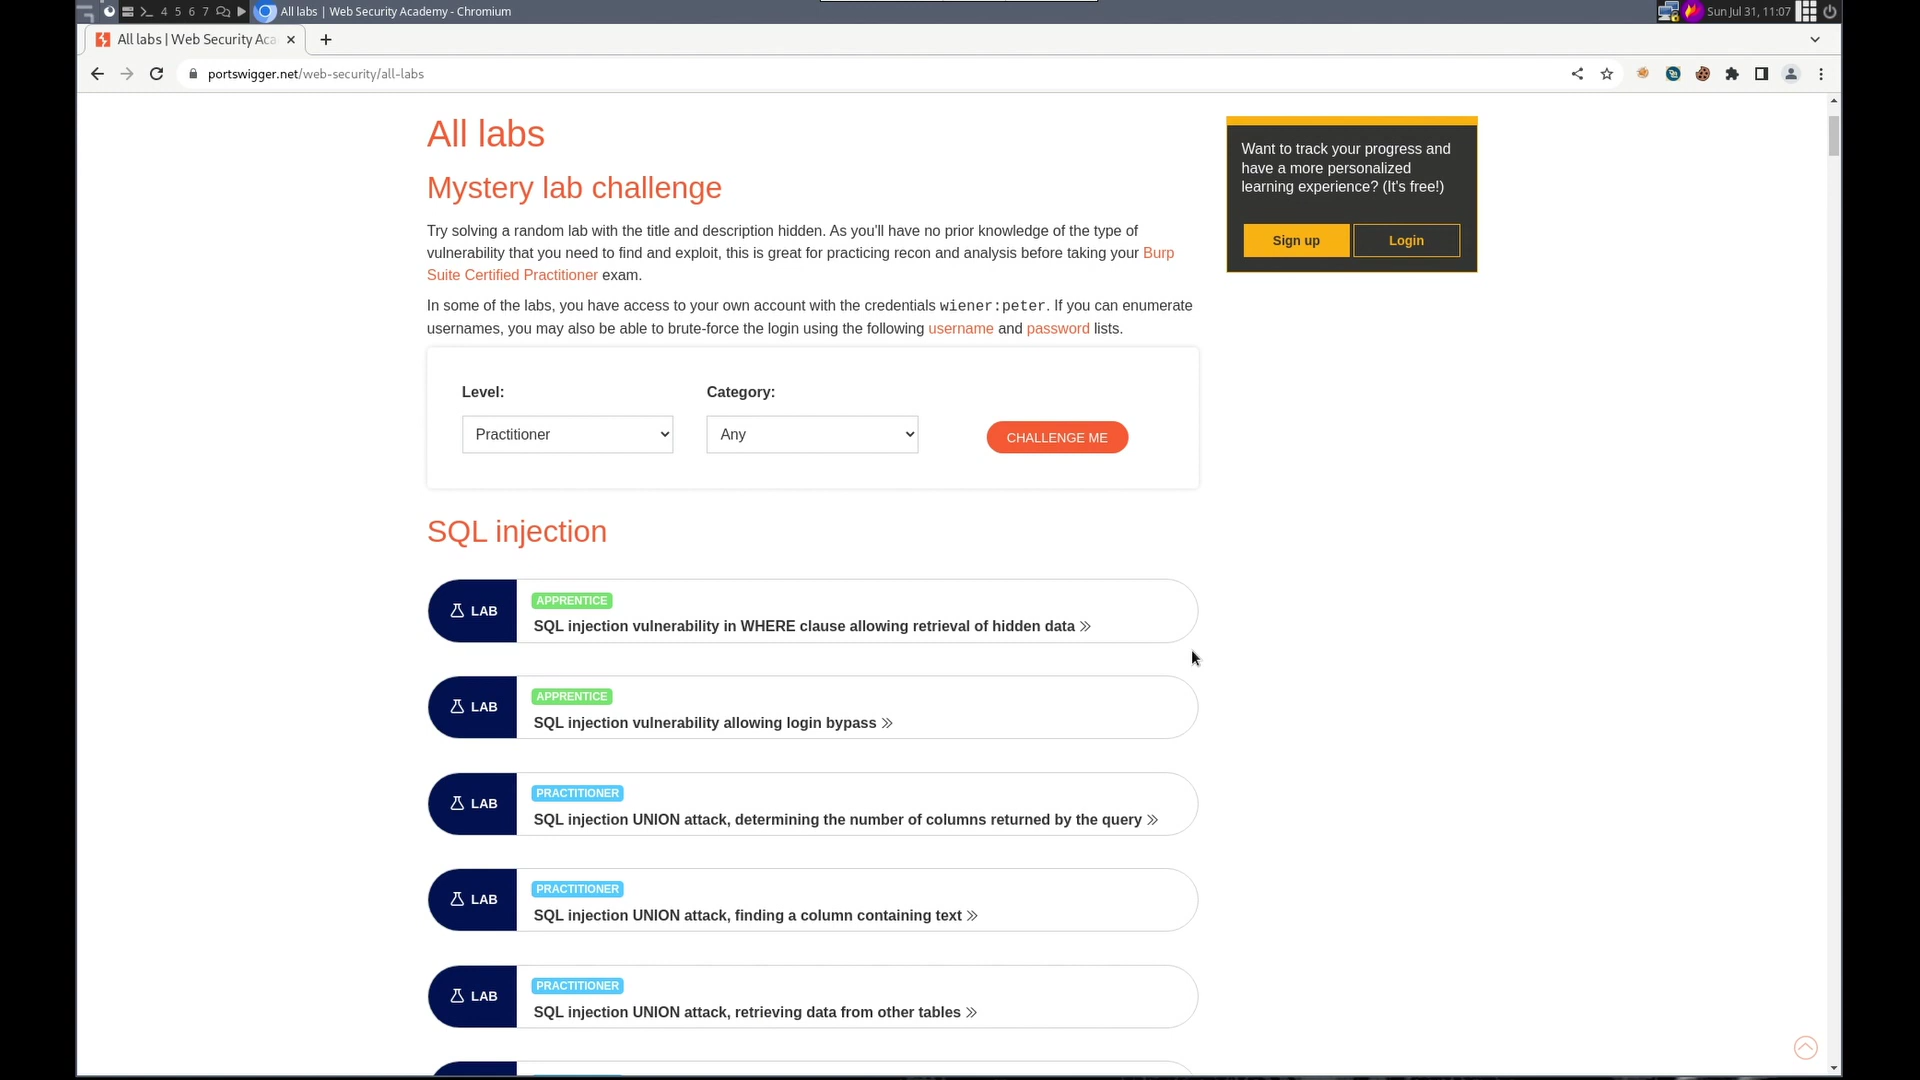 4 5 6 7
All labs | Web Security Academy - Chromium
Sun Jul 31, 11:07
All labs | Web Security Aca
portswigger.net/web-security/all-labs
All labs
Mystery lab challenge
Try solving a random lab with the title and description hidden. As you'll have no prior knowledge of the type of
vulnerability that you need to find and exploit, this is great for practicing recon and analysis before taking your Burp
Suite Certified Practitioner exam.
In some of the labs, you have access to your own account with the credentials wiener:peter. If you can enumerate
usernames, you may also be able to brute-force the login using the following username and password lists.
Want to track your progress and
have a more personalized
learning experience? (It's free!)
Sign up
Login
Level:
Category:
Practitioner
Any
CHALLENGE ME
SQL injection
LAB
APPRENTICE
SQL injection vulnerability in WHERE clause allowing retrieval of hidden data
LAB
APPRENTICE
SQL injection vulnerability allowing login bypass
LAB
PRACTITIONER
SQL injection UNION attack, determining the number of columns returned by the query
LAB
PRACTITIONER
SQL injection UNION attack, finding a column containing text
LAB
PRACTITIONER
SQL injection UNION attack, retrieving data from other tables